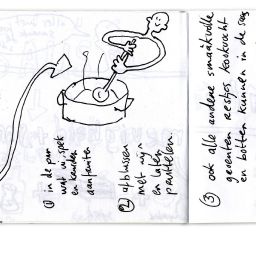 ① in de pan
wat ui, spek
en kruiden
aanfruiten
② afblussen
met wijn
en laten
pruttelen.
③ ook alle andere smaakvolle
groenten restjes kookvocht
en botten kunnen in de